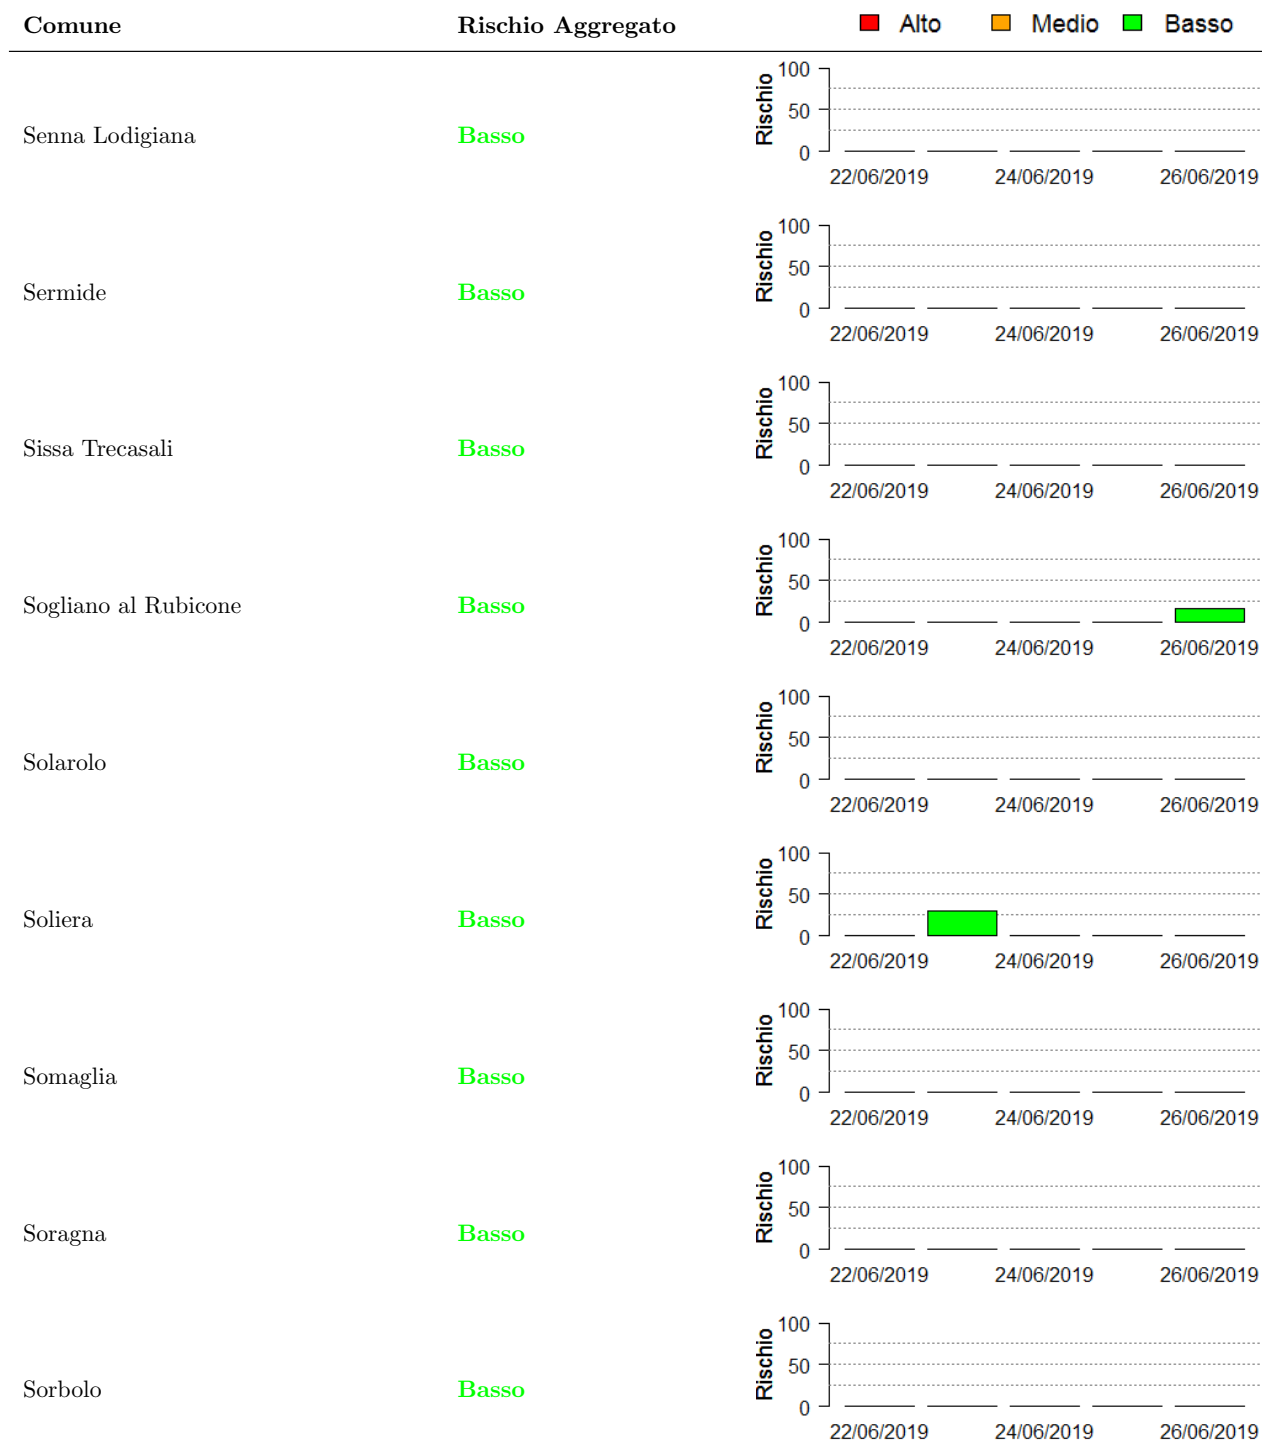 Comune Rischio Aggregato Alto Medio Basso
100
50
0
Rischio
Senna Lodigiana Basso
22/06/2019 24/06/2019 26/06/2019
100
50
0
Rischio
Sermide Basso
22/06/2019 24/06/2019 26/06/2019
100
50
0
Rischio
Sissa Trecasali Basso
22/06/2019 24/06/2019 26/06/2019
100
50
0
Rischio
Sogliano al Rubicone Basso
22/06/2019 24/06/2019 26/06/2019
100
50
0
Rischio
Solarolo Basso
22/06/2019 24/06/2019 26/06/2019
100
50
0
Rischio
Soliera Basso
22/06/2019 24/06/2019 26/06/2019
100
50
0
Rischio
Somaglia Basso
22/06/2019 24/06/2019 26/06/2019
100
50
0
Rischio
Soragna Basso
22/06/2019 24/06/2019 26/06/2019
100
50
0
Rischio
Sorbolo Basso
22/06/2019 24/06/2019 26/06/2019